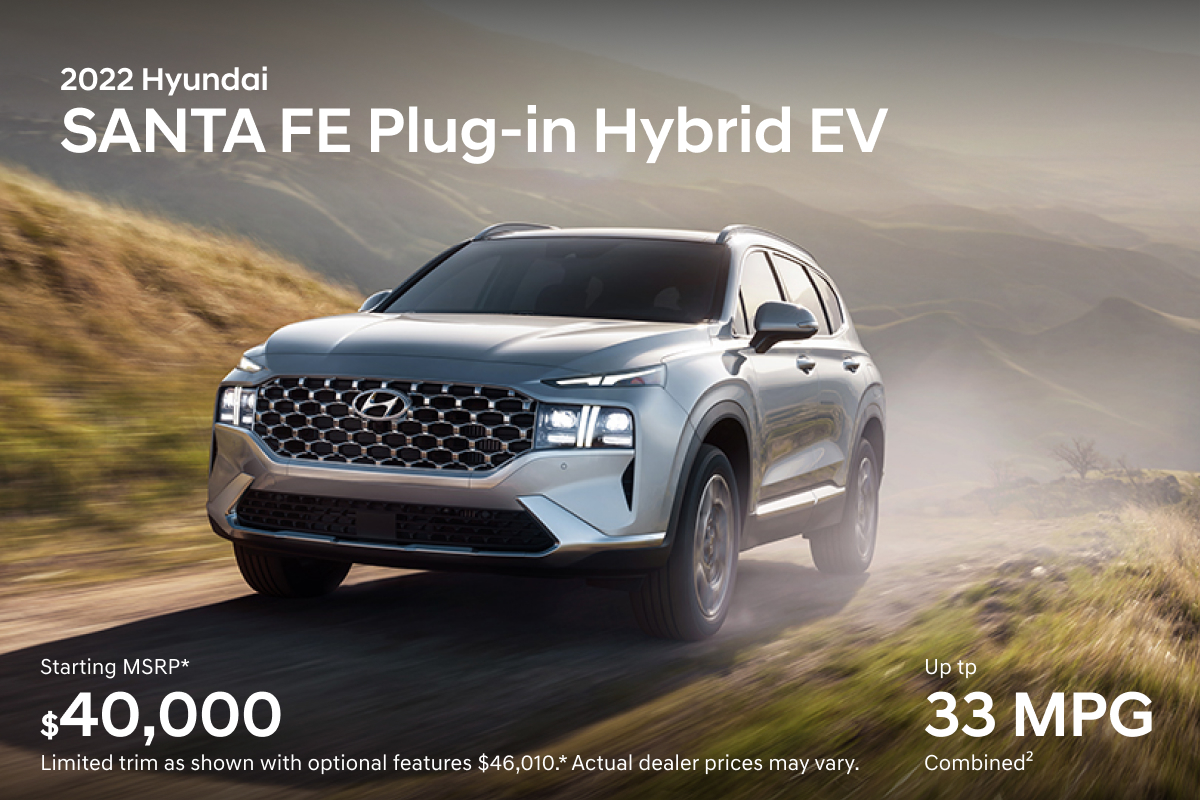 2022 Hyundai
SANTA FE Plug-in Hybrid EV
Starting MSRP*
$40,000
Limited trim as shown with optional features $46,010.* Actual dealer prices may vary.
Up tp
33 MPG
Combined²